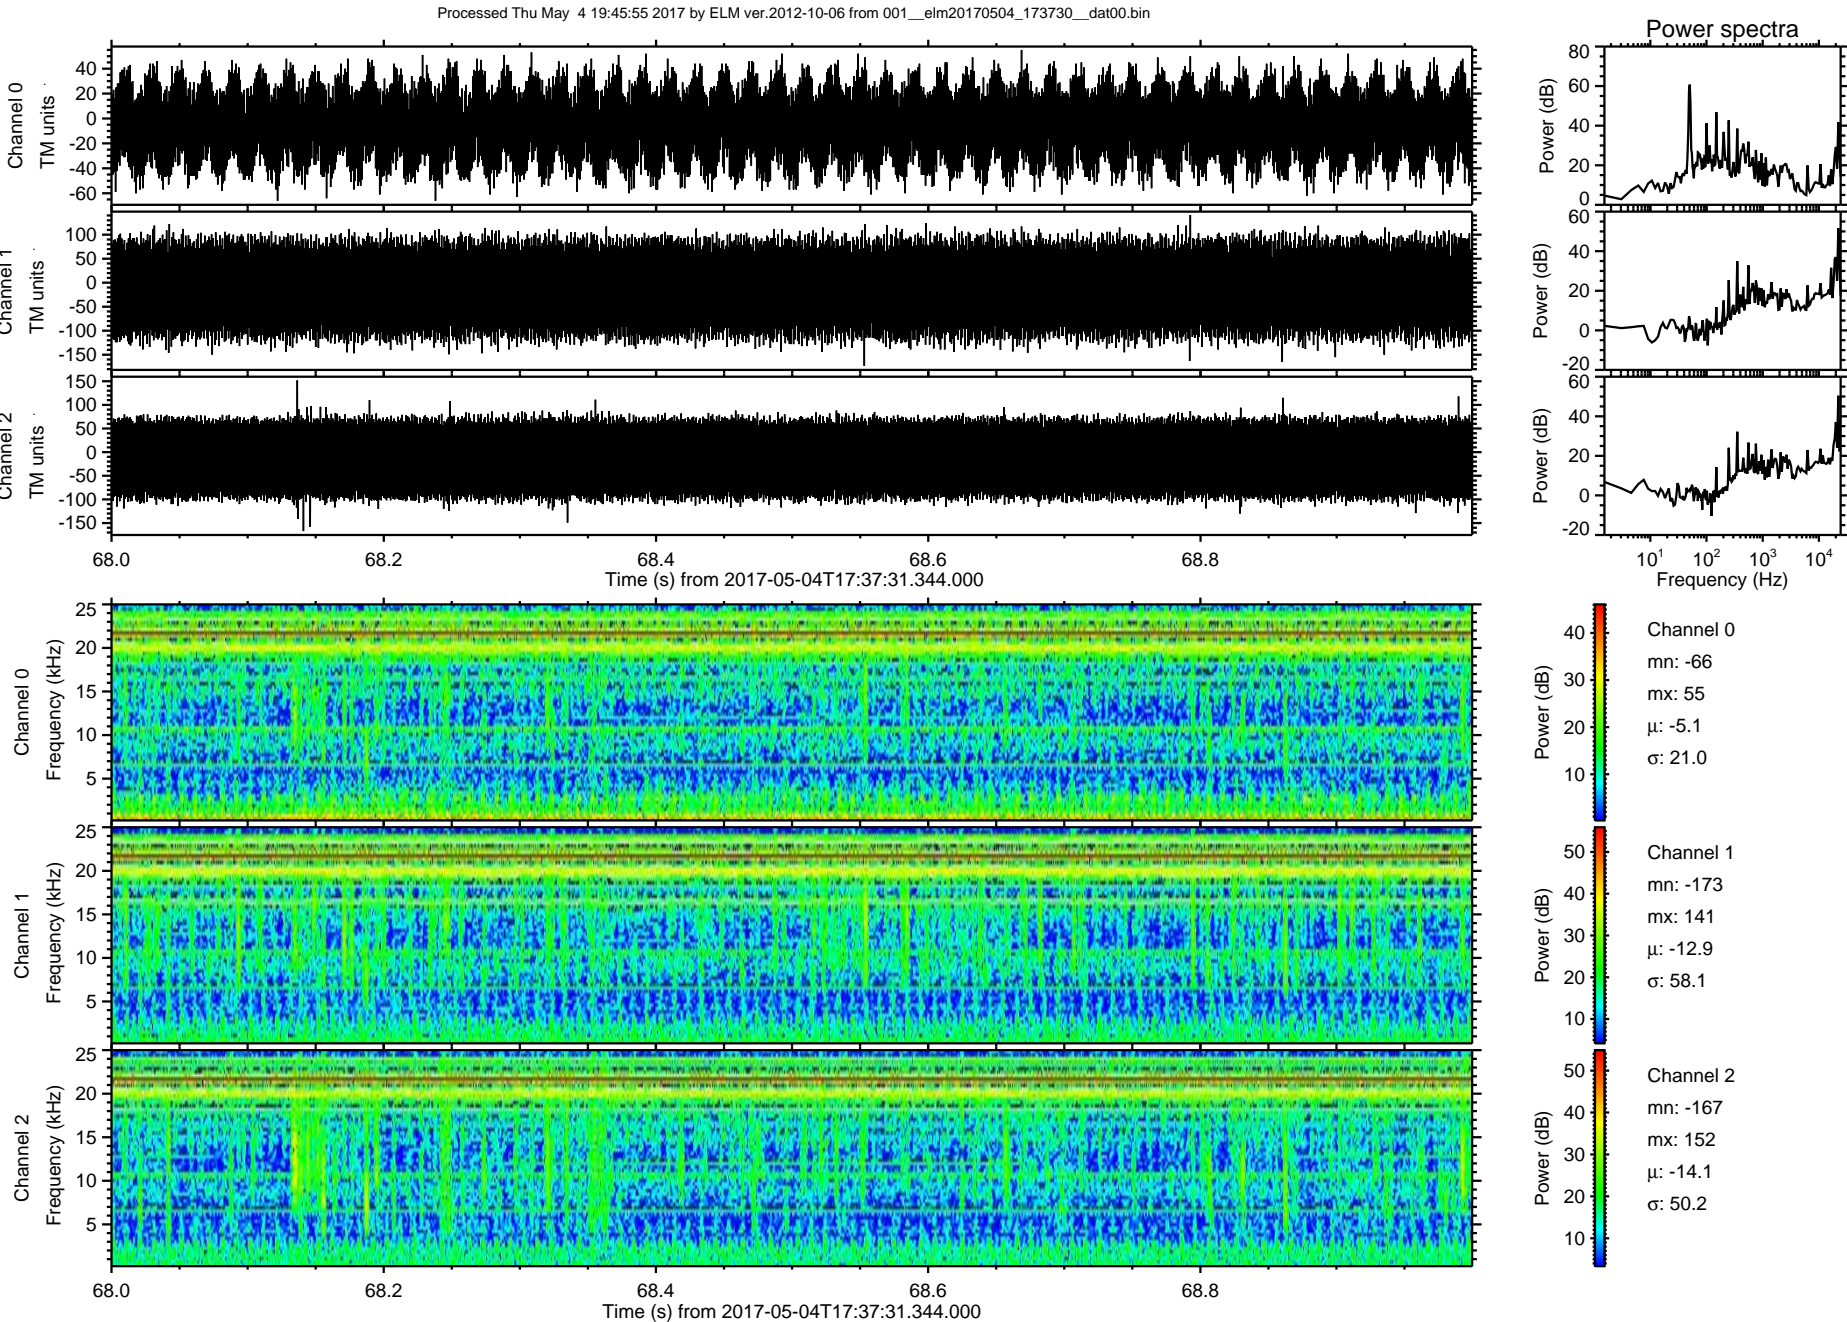 Processed Thu May  4 19:45:55 2017 by ELM ver.2012-10-06 from 001__elm20170504_173730__dat00.bin
Power spectra
Channel 0
TM units
40
20
0
-20
-40
-60
Power (dB)
80
60
40
20
0
Channel 1
TM units
100
50
0
-50
-100
-150
Power (dB)
60
40
20
0
-20
Channel 2
TM units
150
100
50
0
-50
-100
-150
Power (dB)
60
40
20
0
-20
68.0 68.2 68.4 68.6 68.8
Time (s) from 2017-05-04T17:37:31.344.000
10¹ 10² 10³ 10⁴
Frequency (Hz)
Channel 0
Frequency (kHz)
25
20
15
10
5
Power (dB)
40
30
20
10
Channel 0
mn: -66
mx: 55
μ: -5.1
σ: 21.0
Channel 1
Frequency (kHz)
25
20
15
10
5
Power (dB)
50
40
30
20
10
Channel 1
mn: -173
mx: 141
μ: -12.9
σ: 58.1
Channel 2
Frequency (kHz)
25
20
15
10
5
Power (dB)
50
40
30
20
10
Channel 2
mn: -167
mx: 152
μ: -14.1
σ: 50.2
68.0 68.2 68.4 68.6 68.8
Time (s) from 2017-05-04T17:37:31.344.000